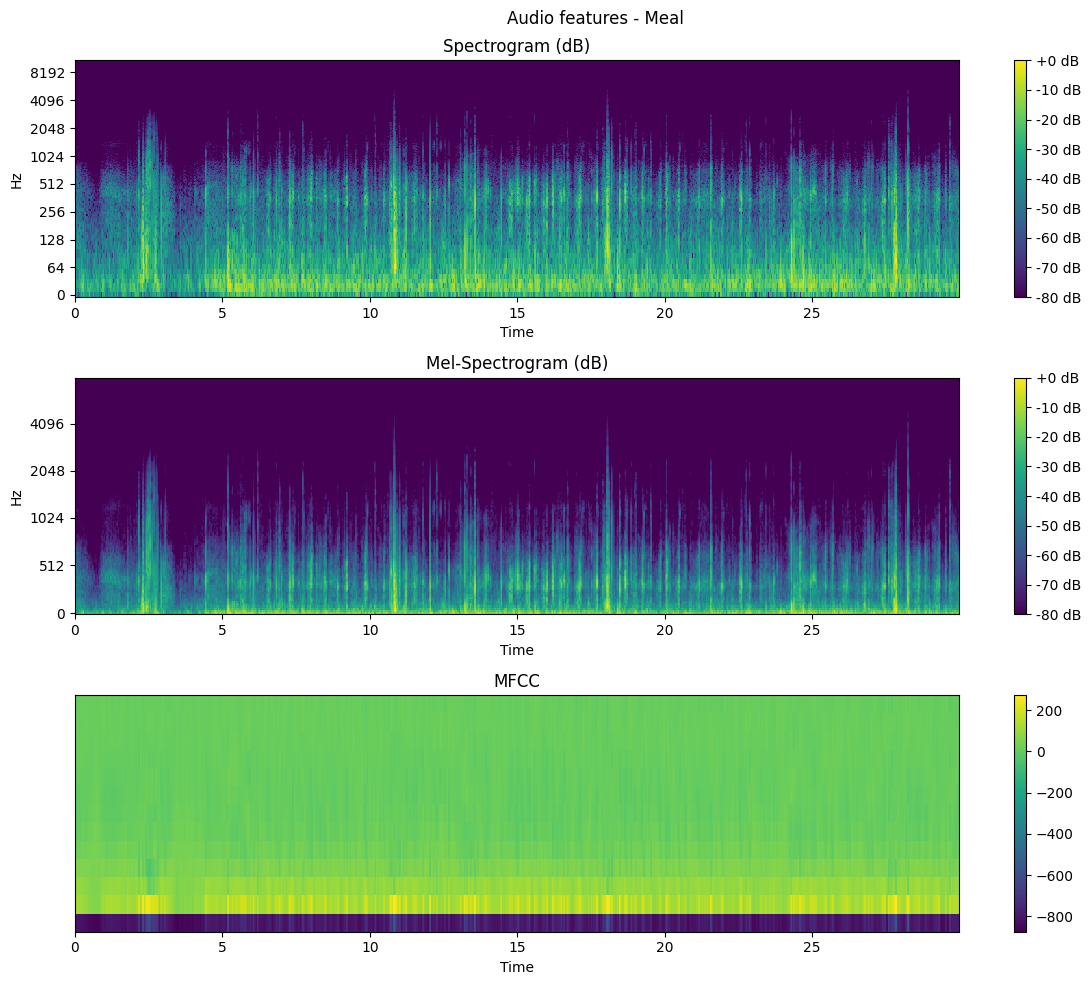 Audio features - Meal
Spectrogram (dB)
8192
4096
2048
1024
512
256
128
64
0
Hz
0 5 10 15 20 25
Time
+0 dB
-10 dB
-20 dB
-30 dB
-40 dB
-50 dB
-60 dB
-70 dB
-80 dB
Mel-Spectrogram (dB)
4096
2048
1024
512
0
Hz
0 5 10 15 20 25
Time
+0 dB
-10 dB
-20 dB
-30 dB
-40 dB
-50 dB
-60 dB
-70 dB
-80 dB
MFCC
0 5 10 15 20 25
Time
200
0
−200
−400
−600
−800